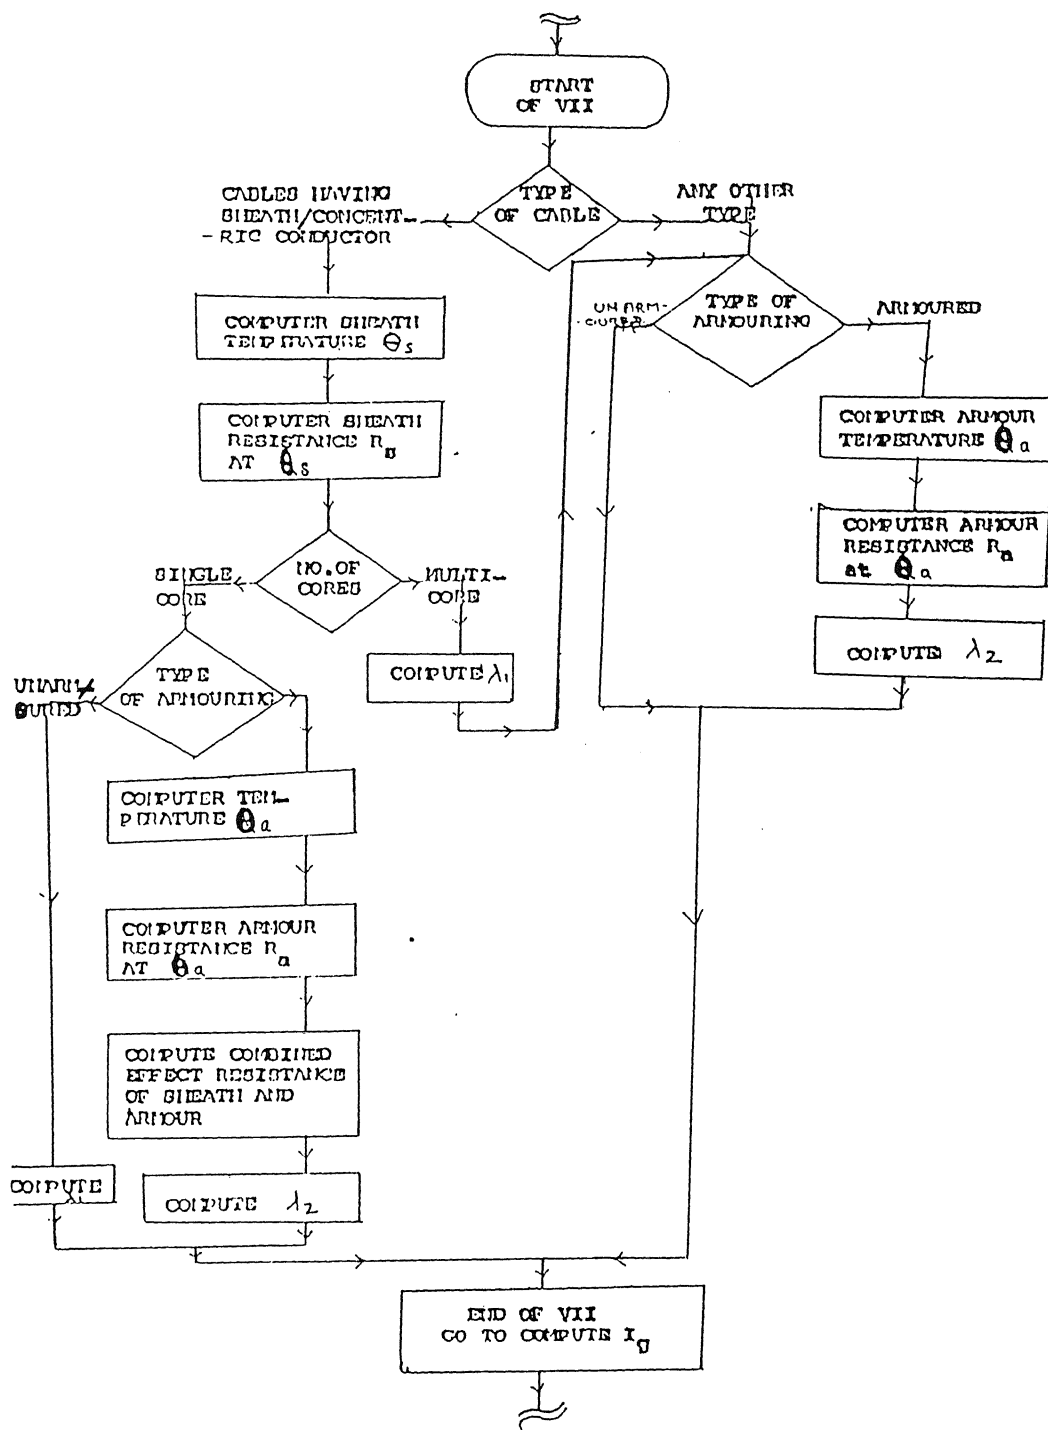 START
OF VII
TYPE
OF CABLE
CABLES HAVING
SHEATH/CONCENT-
-RIC CONDUCTOR
ANY OTHER
TYPE
COMPUTER SHEATH
TEMPERATURE θs
TYPE OF
ARMOURING
UNARM-
-OURED
ARMOURED
COMPUTER SHEATH
RESISTANCE Rs
AT θs
COMPUTER ARMOUR
TEMPERATURE θa
COMPUTER ARMOUR
RESISTANCE Ra
at θa
NO.OF
CORES
SINGLE
CORE
MULTI-
CORE
COMPUTE λ1
COMPUTE λ2
TYPE
OF ARMOURING
UNARM
OURED
COMPUTER TEM-
PERATURE θa
COMPUTER ARMOUR
RESISTANCE Ra
AT θa
COMPUTE COMBINED
EFFECT RESISTANCE
OF SHEATH AND
ARMOUR
COMPUTE
COMPUTE λ2
END OF VII
GO TO COMPUTE I